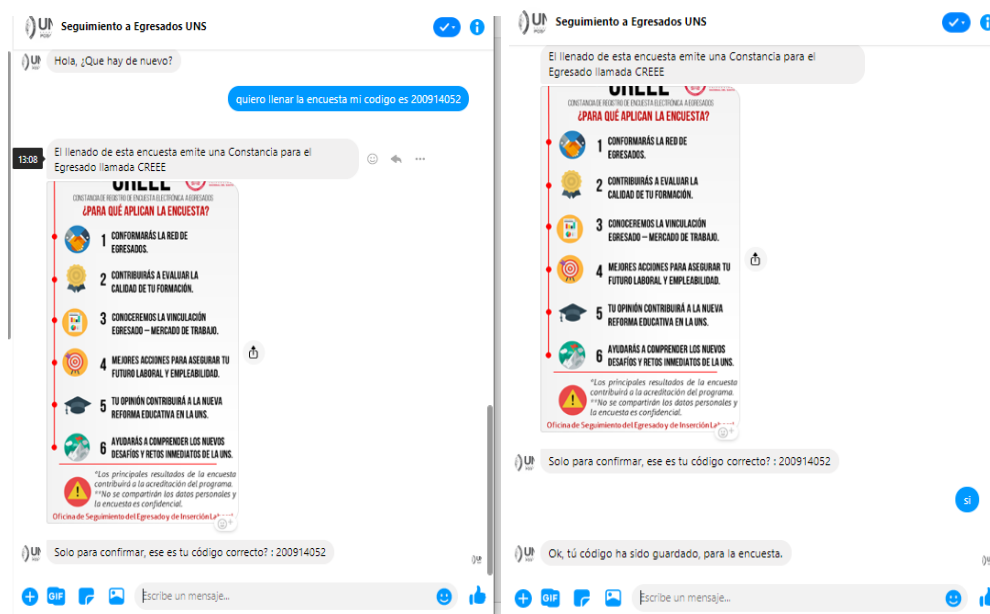 Seguimiento a Egresados UNS
Hola, ¿Que hay de nuevo?
quiero llenar la encuesta mi codigo es 200914052
13:08
El llenado de esta encuesta emite una Constancia para el
Egresado llamada CREEE
CONSTANCIA DE REGISTRO DE ENCUESTA ELECTRÓNICA A EGRESADOS
¿PARA QUÉ APLICAN LA ENCUESTA?
1 CONFORMARÁS LA RED DE
EGRESADOS.
2 CONTRIBUIRÁS A EVALUAR LA
CALIDAD DE TU FORMACIÓN.
3 CONOCEREMOS LA VINCULACIÓN
EGRESADO – MERCADO DE TRABAJO.
4 MEJORES ACCIONES PARA ASEGURAR TU
FUTURO LABORAL Y EMPLEABILIDAD.
5 TU OPINIÓN CONTRIBUIRÁ A LA NUEVA
REFORMA EDUCATIVA EN LA UNS.
6 AYUDARÁS A COMPRENDER LOS NUEVOS
DESAFÍOS Y RETOS INMEDIATOS DE LA UNS.
*Los principales resultados de la encuesta
contribuirá a la acreditación del programa.
**No se compartirán los datos personales y
la encuesta es confidencial.
Oficina de Seguimiento del Egresado y de Inserción
Solo para confirmar, ese es tu código correcto? : 200914052
GIF
Escribe un mensaje...
Seguimiento a Egresados UNS
El llenado de esta encuesta emite una Constancia para el
Egresado llamada CREEE
CREEE
CONSTANCIA DE REGISTRO DE ENCUESTA ELECTRÓNICA A EGRESADOS
¿PARA QUÉ APLICAN LA ENCUESTA?
1 CONFORMARÁS LA RED DE
EGRESADOS.
2 CONTRIBUIRÁS A EVALUAR LA
CALIDAD DE TU FORMACIÓN.
3 CONOCEREMOS LA VINCULACIÓN
EGRESADO – MERCADO DE TRABAJO.
4 MEJORES ACCIONES PARA ASEGURAR TU
FUTURO LABORAL Y EMPLEABILIDAD.
5 TU OPINIÓN CONTRIBUIRÁ A LA NUEVA
REFORMA EDUCATIVA EN LA UNS.
6 AYUDARÁS A COMPRENDER LOS NUEVOS
DESAFÍOS Y RETOS INMEDIATOS DE LA UNS.
*Los principales resultados de la encuesta
contribuirá a la acreditación del programa.
**No se compartirán los datos personales y
la encuesta es confidencial.
Oficina de Seguimiento del Egresado y de Inserción
Solo para confirmar, ese es tu código correcto? : 200914052
si
Ok, tú código ha sido guardado, para la encuesta.
GIF
Escribe un mensaje...